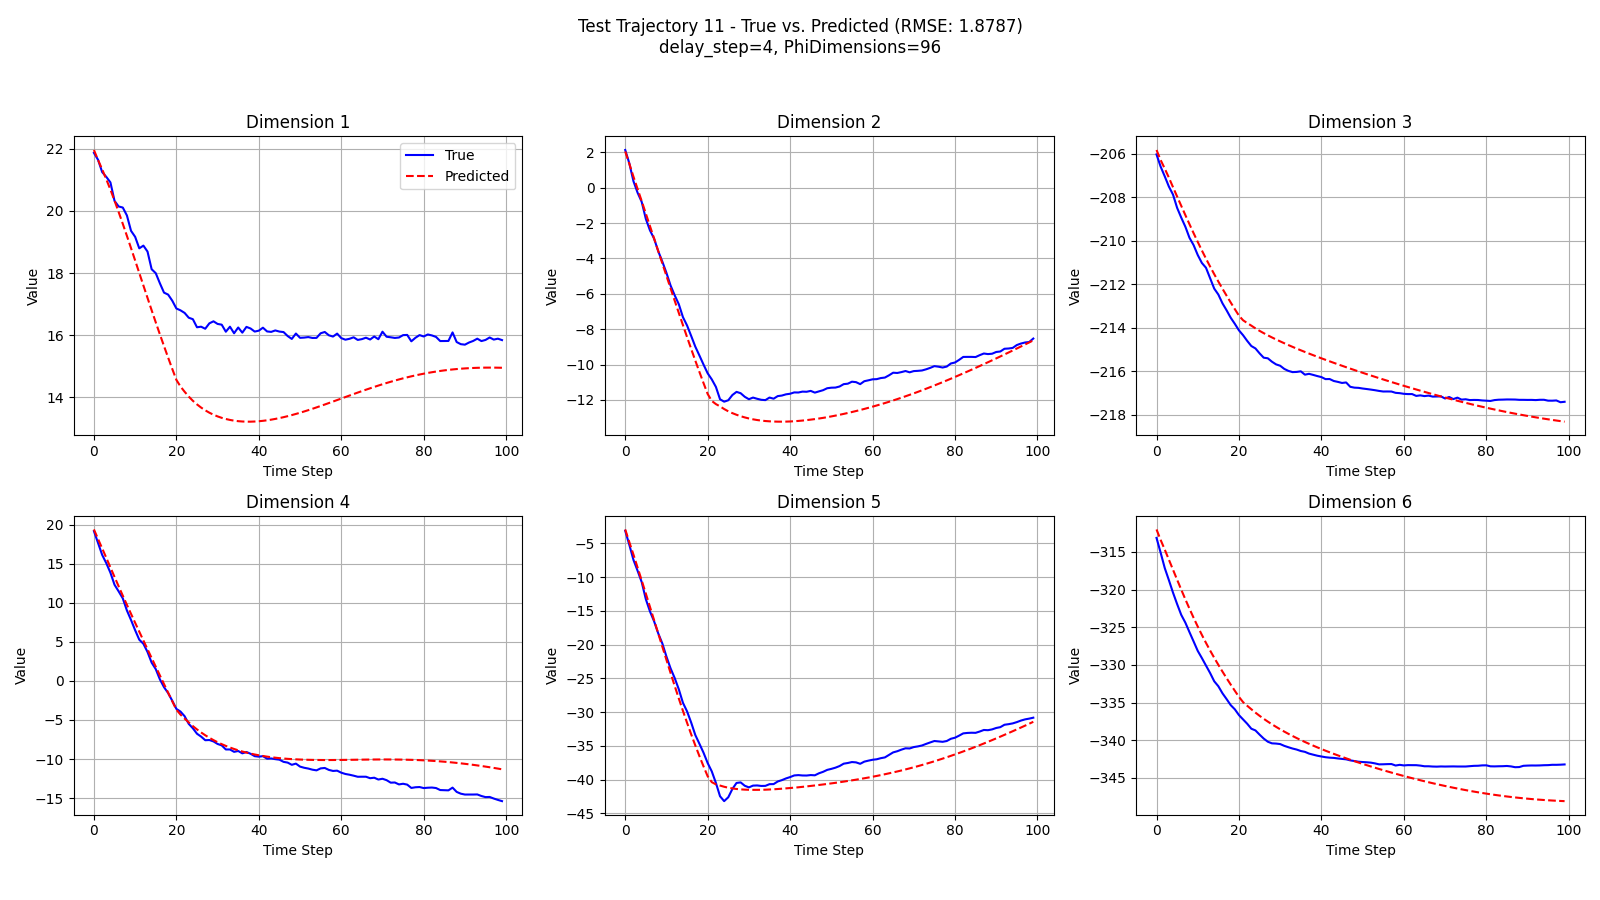 Test Trajectory 11 - True vs. Predicted (RMSE: 1.8787)
delay_step=4, PhiDimensions=96
Dimension 1
Value
22
20
18
16
14
0 20 40 60 80 100
Time Step
True
Predicted
Dimension 2
Value
2
0
−2
−4
−6
−8
−10
−12
0 20 40 60 80 100
Time Step
Dimension 3
Value
−206
−208
−210
−212
−214
−216
−218
0 20 40 60 80 100
Time Step
Dimension 4
Value
20
15
10
5
0
−5
−10
−15
0 20 40 60 80 100
Time Step
Dimension 5
Value
−5
−10
−15
−20
−25
−30
−35
−40
−45
0 20 40 60 80 100
Time Step
Dimension 6
Value
−315
−320
−325
−330
−335
−340
−345
0 20 40 60 80 100
Time Step